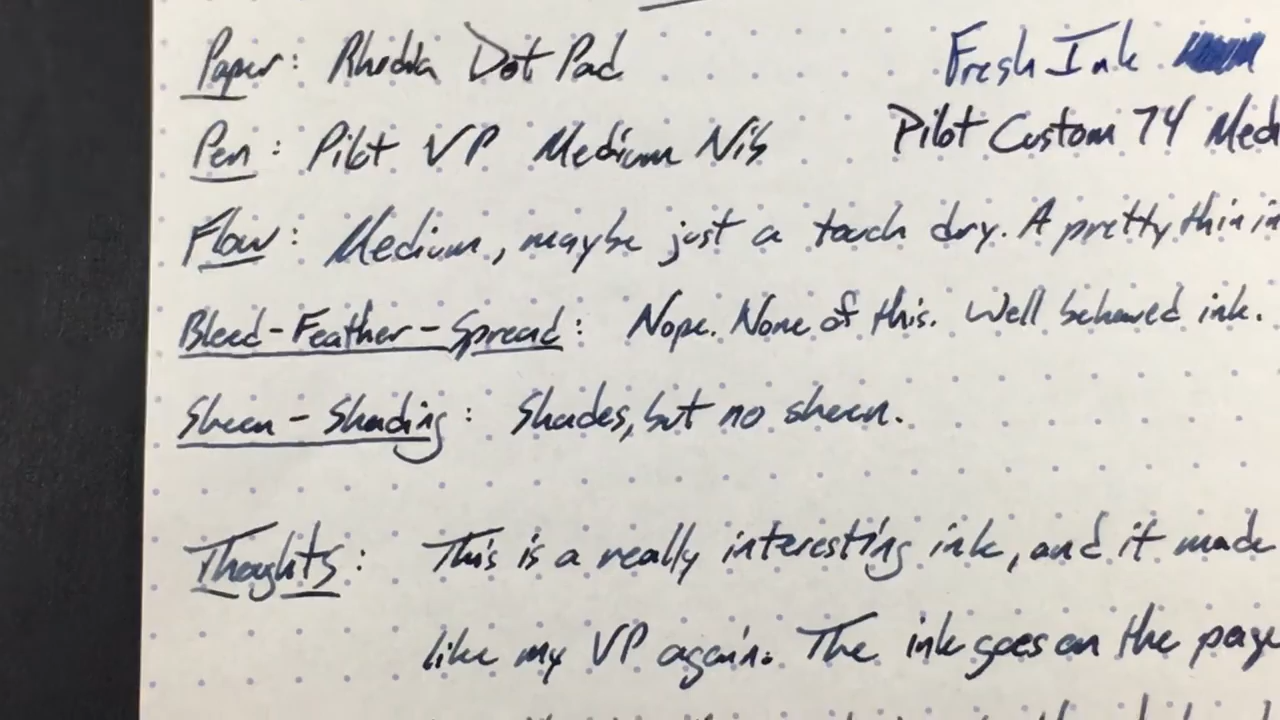 Paper: Rhodia Dot Pad
Fresh Ink
Pen: Pilot VP Medium Nib
Pilot Custom 74 Med
Flow: Medium, maybe just a touch dry. A pretty thin in
Bleed-Feather-Spread: Nope. None of this. Well behaved ink.
Sheen-Shading: Shades, but no sheen.
Thoghts: This is a really interesting ink, and it made
like my VP again. The ink goes on the page